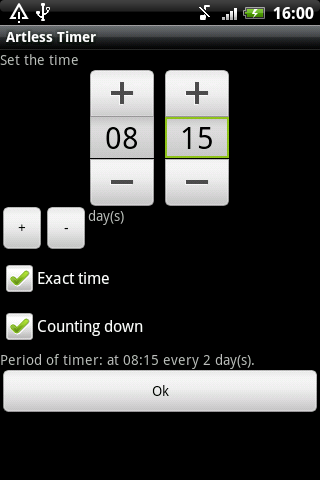 16:00
Artless Timer
Set the time
+ +
08 15
− −
+ - day(s)
Exact time
Counting down
Period of timer: at 08:15 every 2 day(s).
Ok